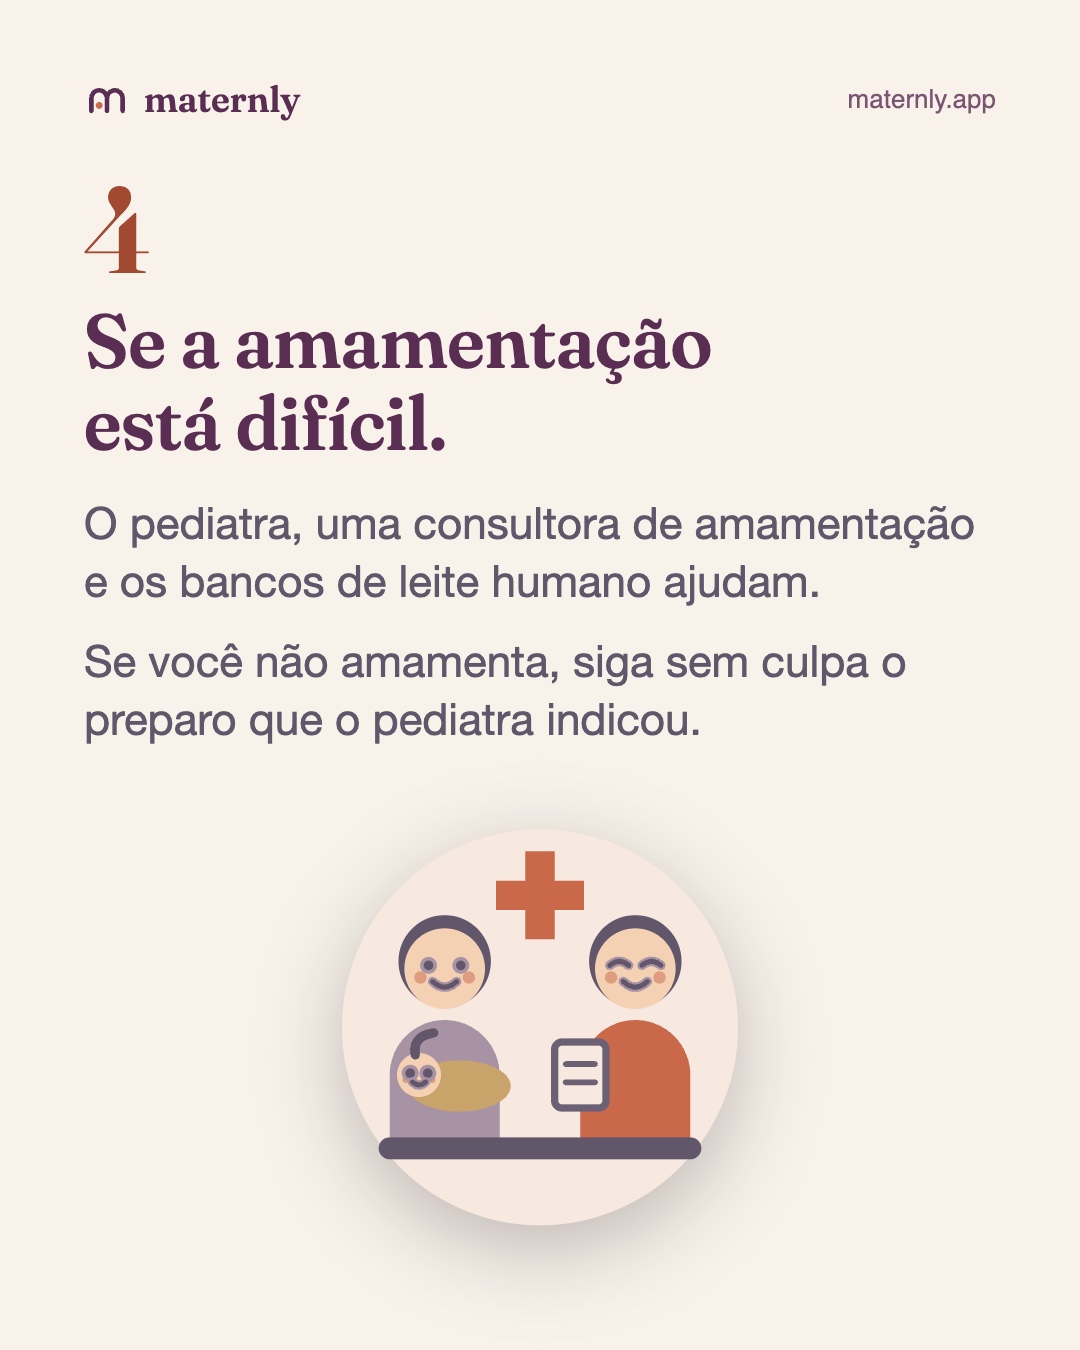 maternly
maternly.app
4
Se a amamentação
está difícil.
O pediatra, uma consultora de amamentação
e os bancos de leite humano ajudam.
Se você não amamenta, siga sem culpa o
preparo que o pediatra indicou.